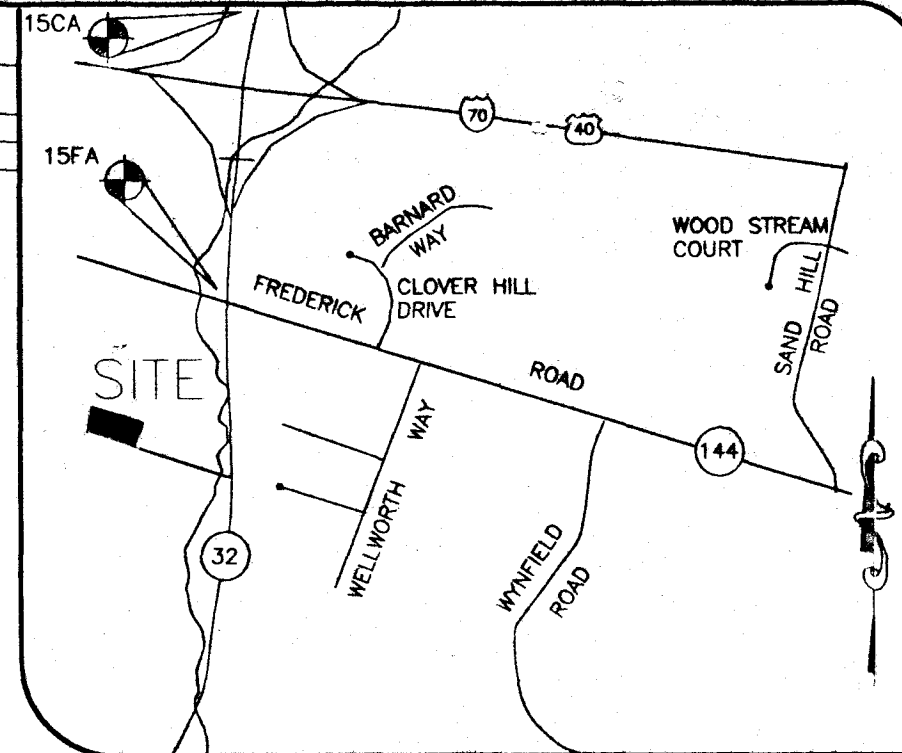 15CA
70
40
15FA
BARNARD
WAY
WOOD STREAM
COURT
CLOVER HILL
DRIVE
FREDERICK
ROAD
SAND HILL
ROAD
SITE
WAY
WELLWORTH
144
32
WYNFIELD
ROAD